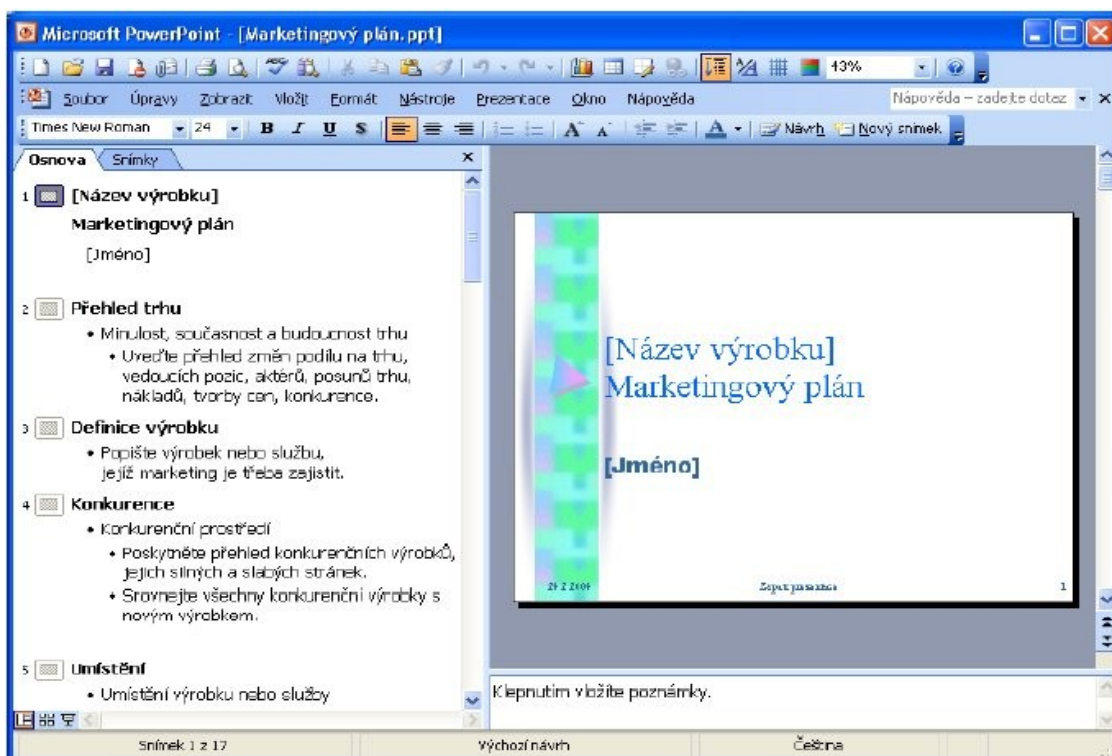 Microsoft PowerPoint - [Marketingový plán.ppt]
43%
Soubor Úpravy Zobrazit Vložit Formát Nástroje Prezentace Okno Nápověda Nápověda – zadejte dotaz
Times New Roman 24 B I U S A A A Návrh Nový snímek
Osnova Snímky
1 [Název výrobku]
Marketingový plán
[Jméno]
2 Přehled trhu
• Minulost, současnost a budoucnost trhu
• Uveďte přehled změn podílu na trhu,
vedoucích pozic, aktérů, posunů trhu,
nákladů, tvorby cen, konkurence.
3 Definice výrobku
• Popište výrobek nebo službu,
jejíž marketing je třeba zajistit.
4 Konkurence
• Konkurenční prostředí
• Poskytněte přehled konkurenčních výrobků,
jejich silných a slabých stránek.
• Srovnejte všechny konkurenční výrobky s
novým výrobkem.
5 Umístění
• Umístění výrobku nebo služby
[Název výrobku]
Marketingový plán
[Jméno]
1
Klepnutím vložíte poznámky.
Snímek 1 z 17 Výchozí návrh Čeština